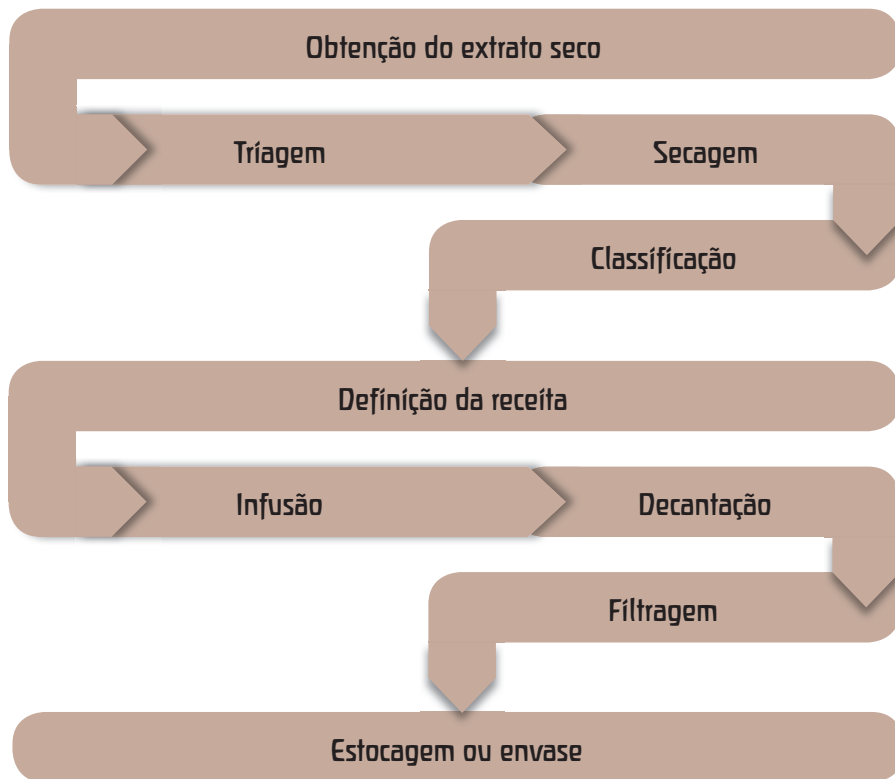 Obtenção do extrato seco
Triagem
Secagem
Classificação
Definição da receita
Infusão
Decantação
Filtragem
Estocagem ou envase